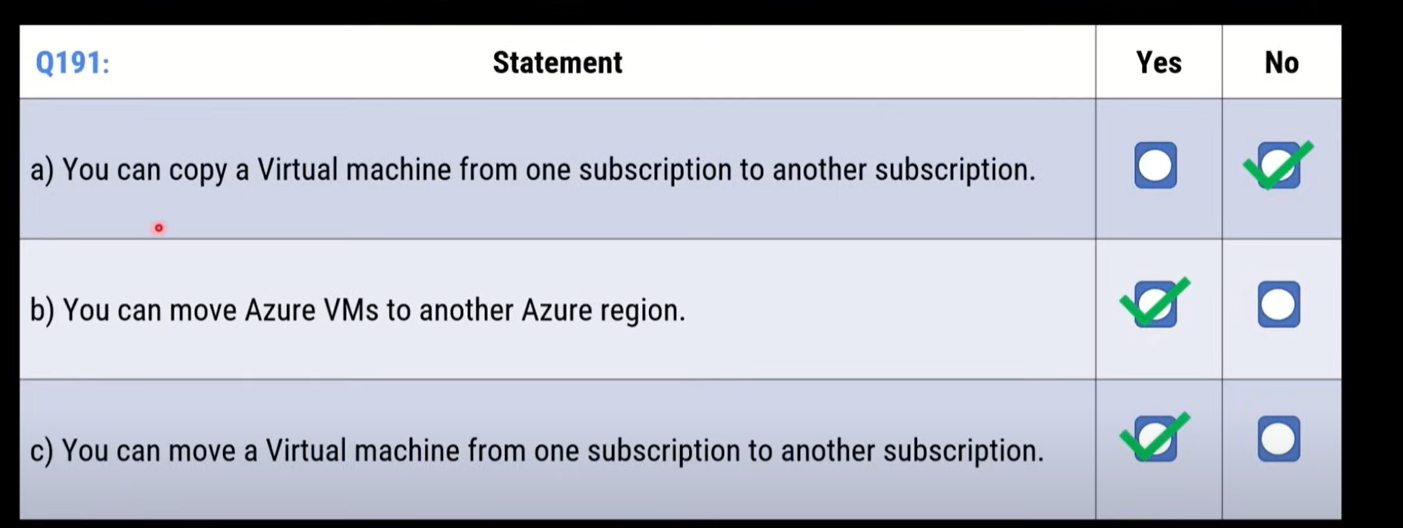 Q191: Statement Yes No
a) You can copy a Virtual machine from one subscription to another subscription.
b) You can move Azure VMs to another Azure region.
c) You can move a Virtual machine from one subscription to another subscription.